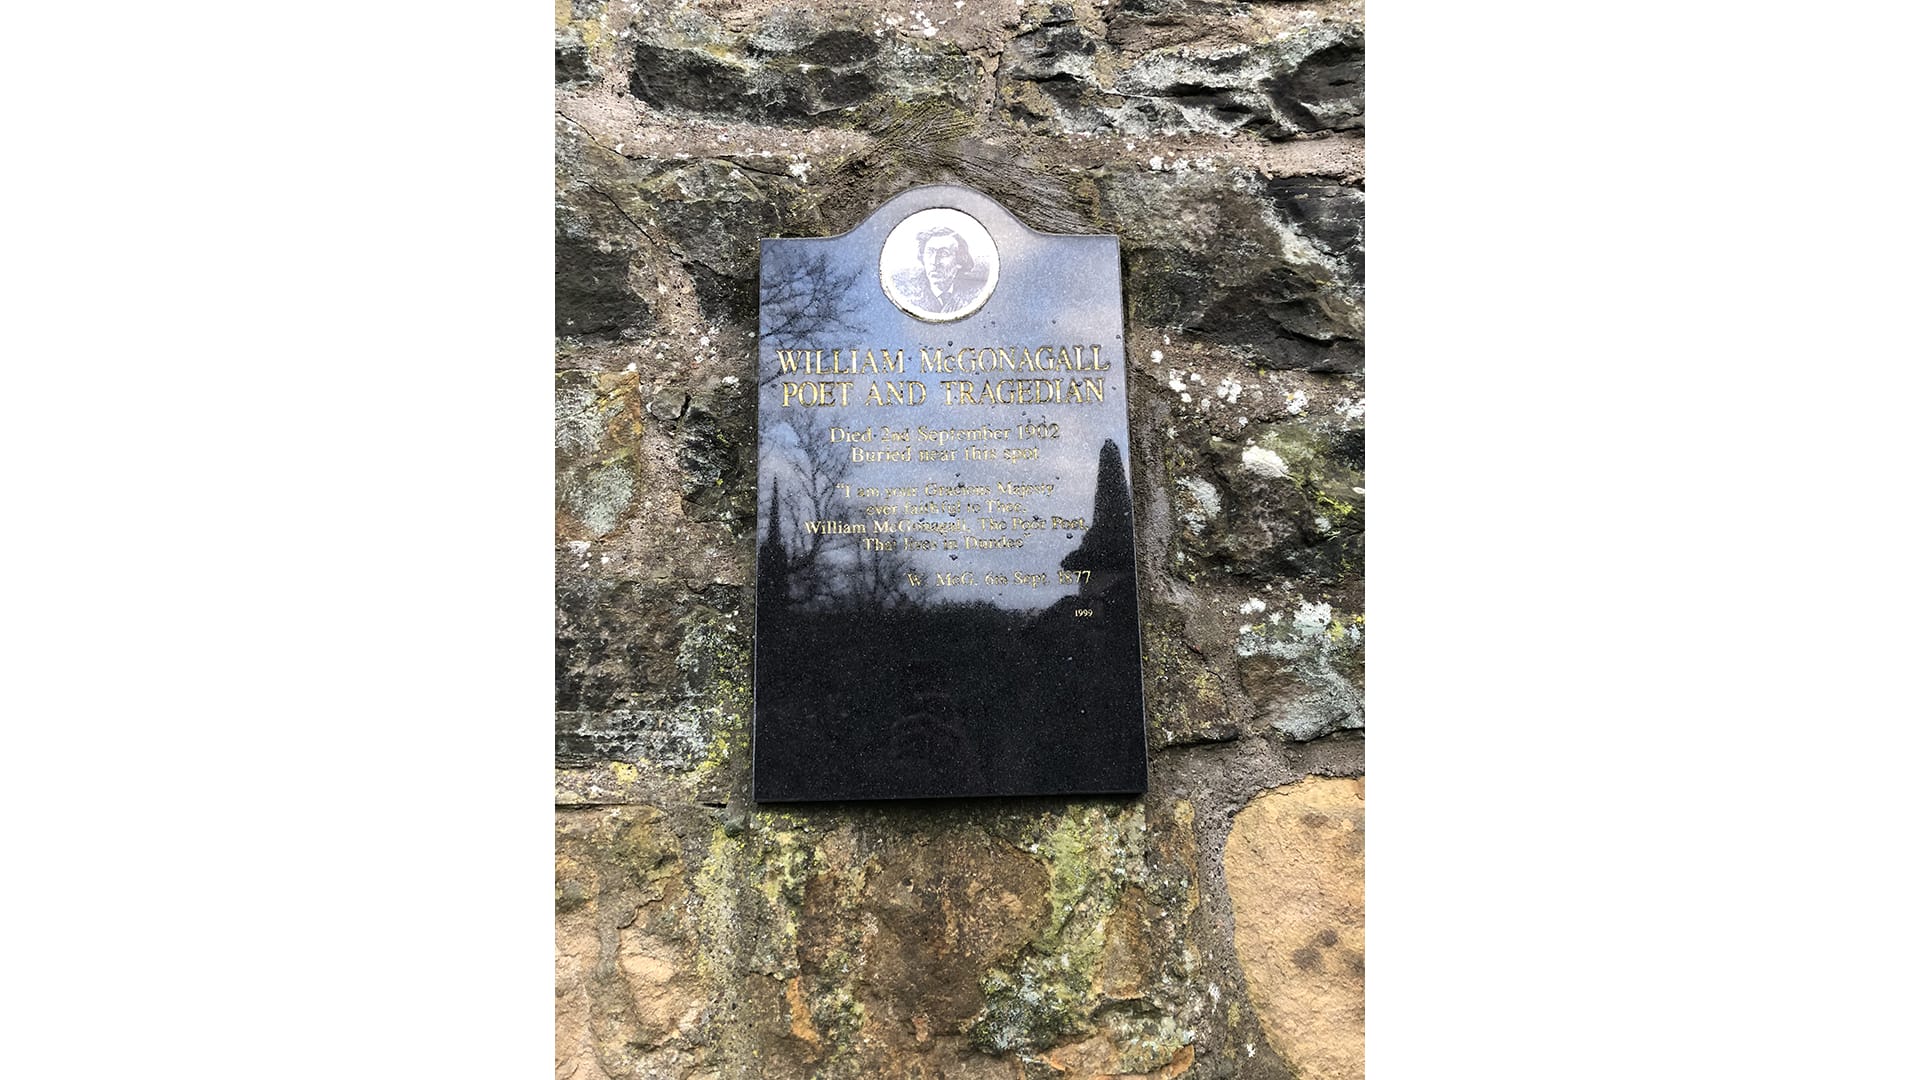 WILLIAM McGONAGALL
POET AND TRAGEDIAN
Died 2nd September 1902
Buried near this spot
"I am your Gracious Majesty
ever faithful to Thee,
William McGonagall, The Poor Poet,
That lives in Dundee"
W. McG. 6th Sept. 1877
1999